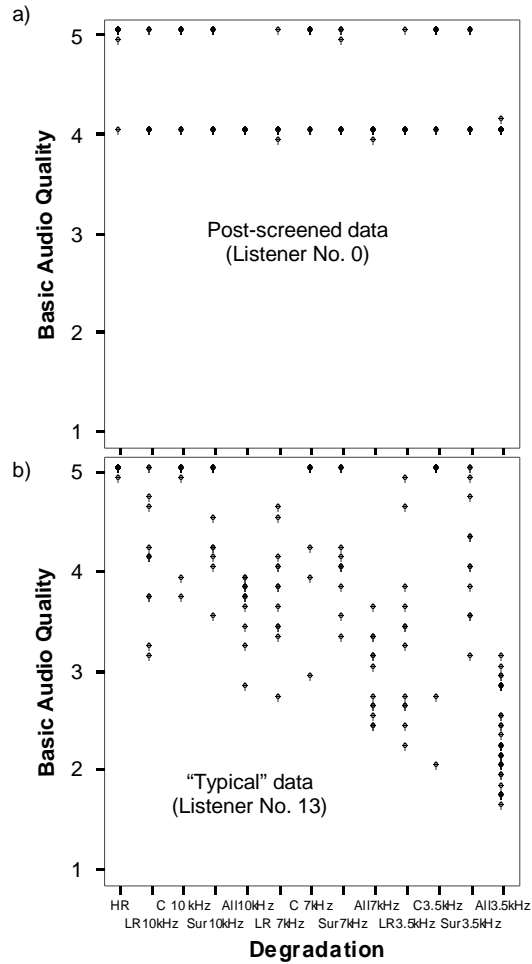 a)
5
4
3
2
1
Basic Audio Quality
Post-screened data
(Listener No. 0)
b)
5
4
3
2
1
Basic Audio Quality
“Typical” data
(Listener No. 13)
HR C 10 kHz All10kHz C 7kHz All7kHz C3.5kHz All3.5kHz
LR10kHz Sur10kHz LR 7kHz Sur7kHz LR3.5kHz Sur3.5kHz
Degradation